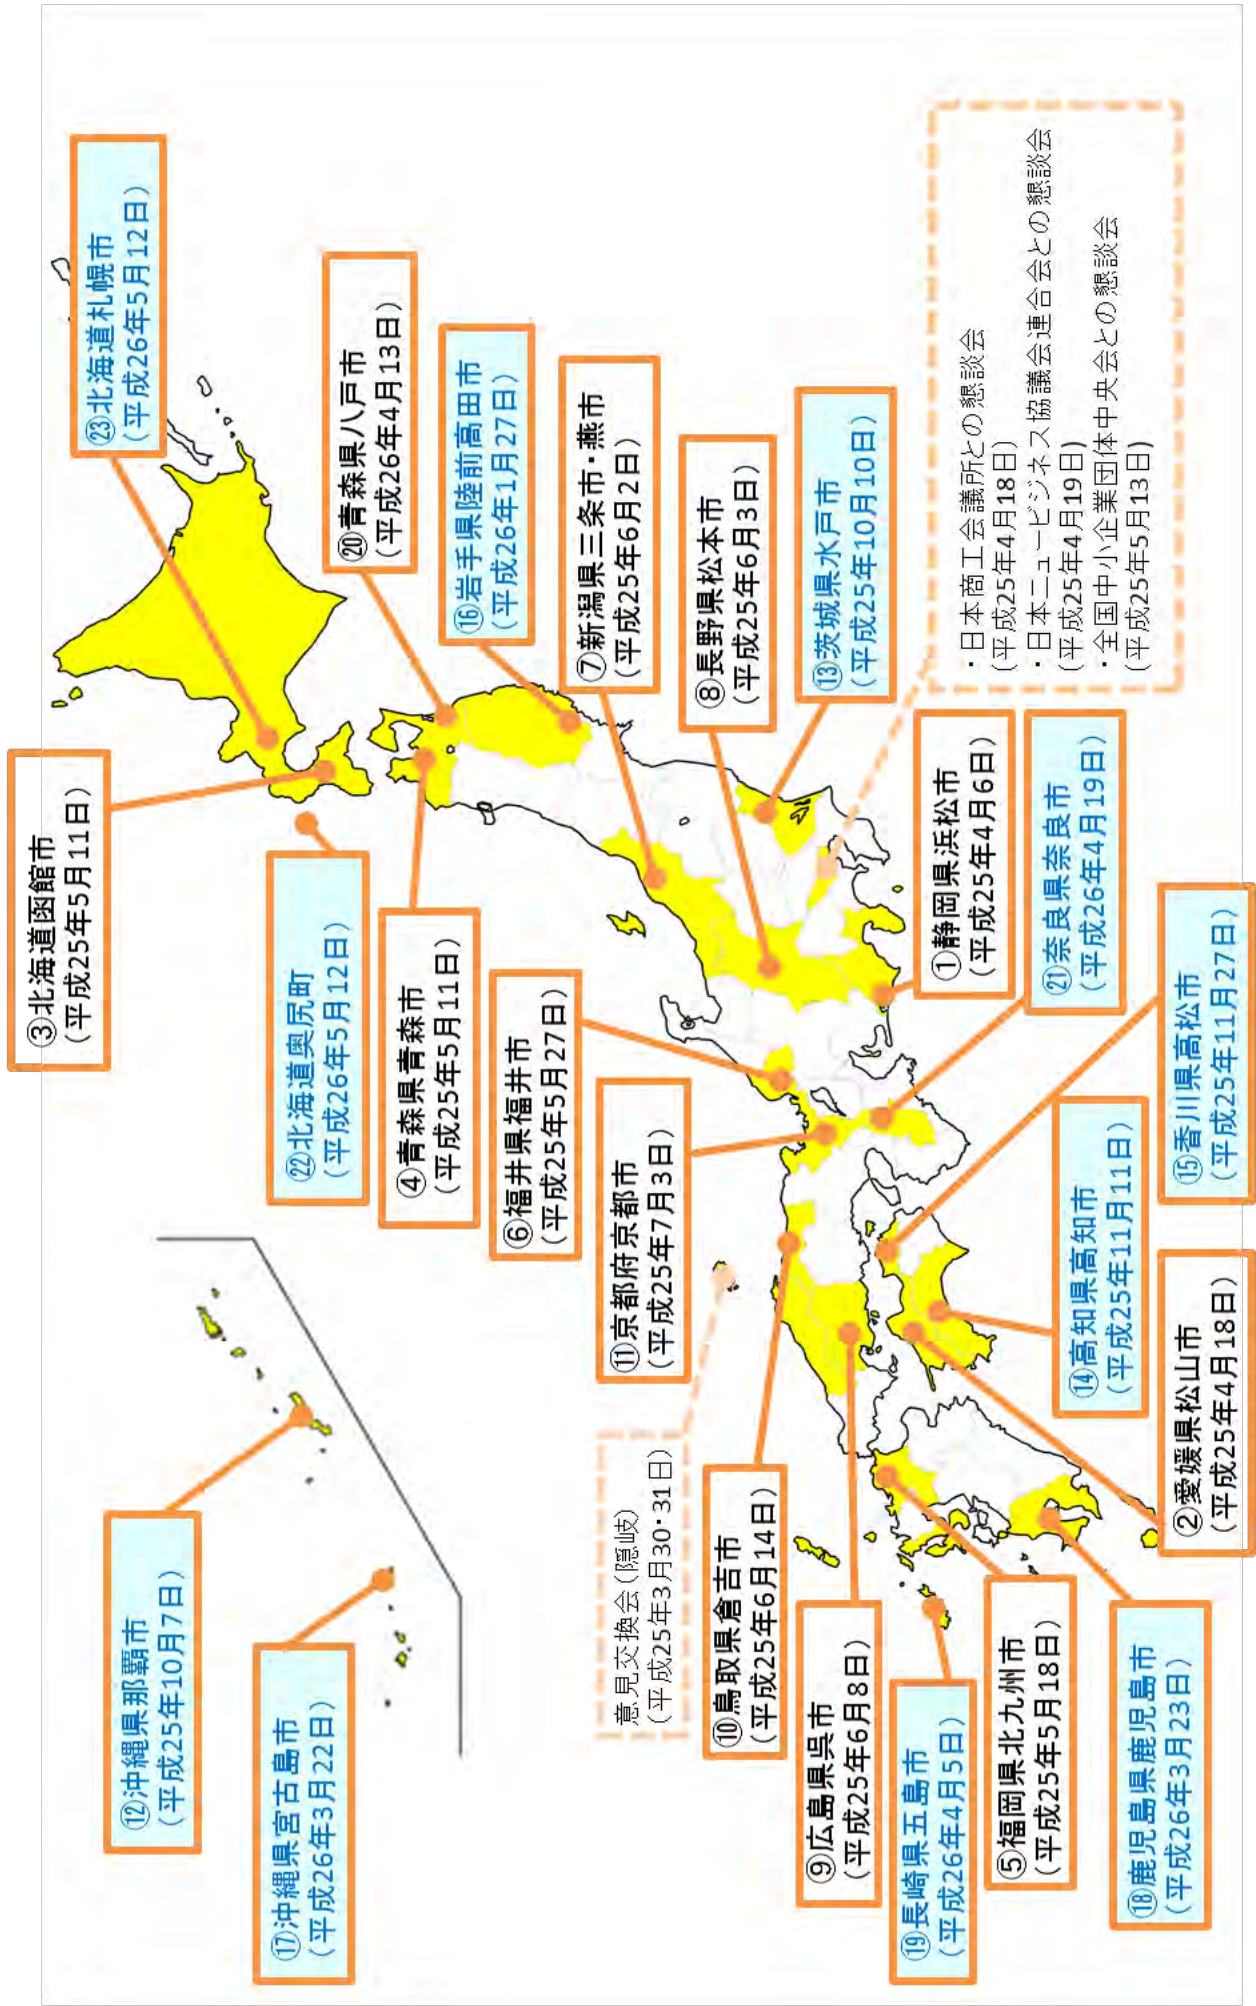 ③北海道函館市
(平成25年5月11日)
㉓北海道札幌市
(平成26年5月12日)
㉒北海道奥尻町
(平成26年5月12日)
⑳青森県八戸市
(平成26年4月13日)
④青森県青森市
(平成25年5月11日)
⑯岩手県陸前高田市
(平成26年1月27日)
⑥福井県福井市
(平成25年5月27日)
⑦新潟県三条市・燕市
(平成25年6月2日)
⑪京都府京都市
(平成25年7月3日)
⑧長野県松本市
(平成25年6月3日)
⑬茨城県水戸市
(平成25年10月10日)
⑫沖縄県那覇市
(平成25年10月7日)
⑰沖縄県宮古島市
(平成26年3月22日)
意見交換会(隠岐)
(平成25年3月30・31日)
⑩鳥取県倉吉市
(平成25年6月14日)
⑨広島県呉市
(平成25年6月8日)
⑲長崎県五島市
(平成26年4月5日)
⑤福岡県北九州市
(平成25年5月18日)
⑱鹿児島県鹿児島市
(平成26年3月23日)
①静岡県浜松市
(平成25年4月6日)
㉑奈良県奈良市
(平成26年4月19日)
⑭高知県高知市
(平成25年11月11日)
⑮香川県高松市
(平成25年11月27日)
②愛媛県松山市
(平成25年4月18日)
・日本商工会議所との懇談会
(平成25年4月18日)
・日本ニュービジネス協議会連合会との懇談会
(平成25年4月19日)
・全国中小企業団体中央会との懇談会
(平成25年5月13日)